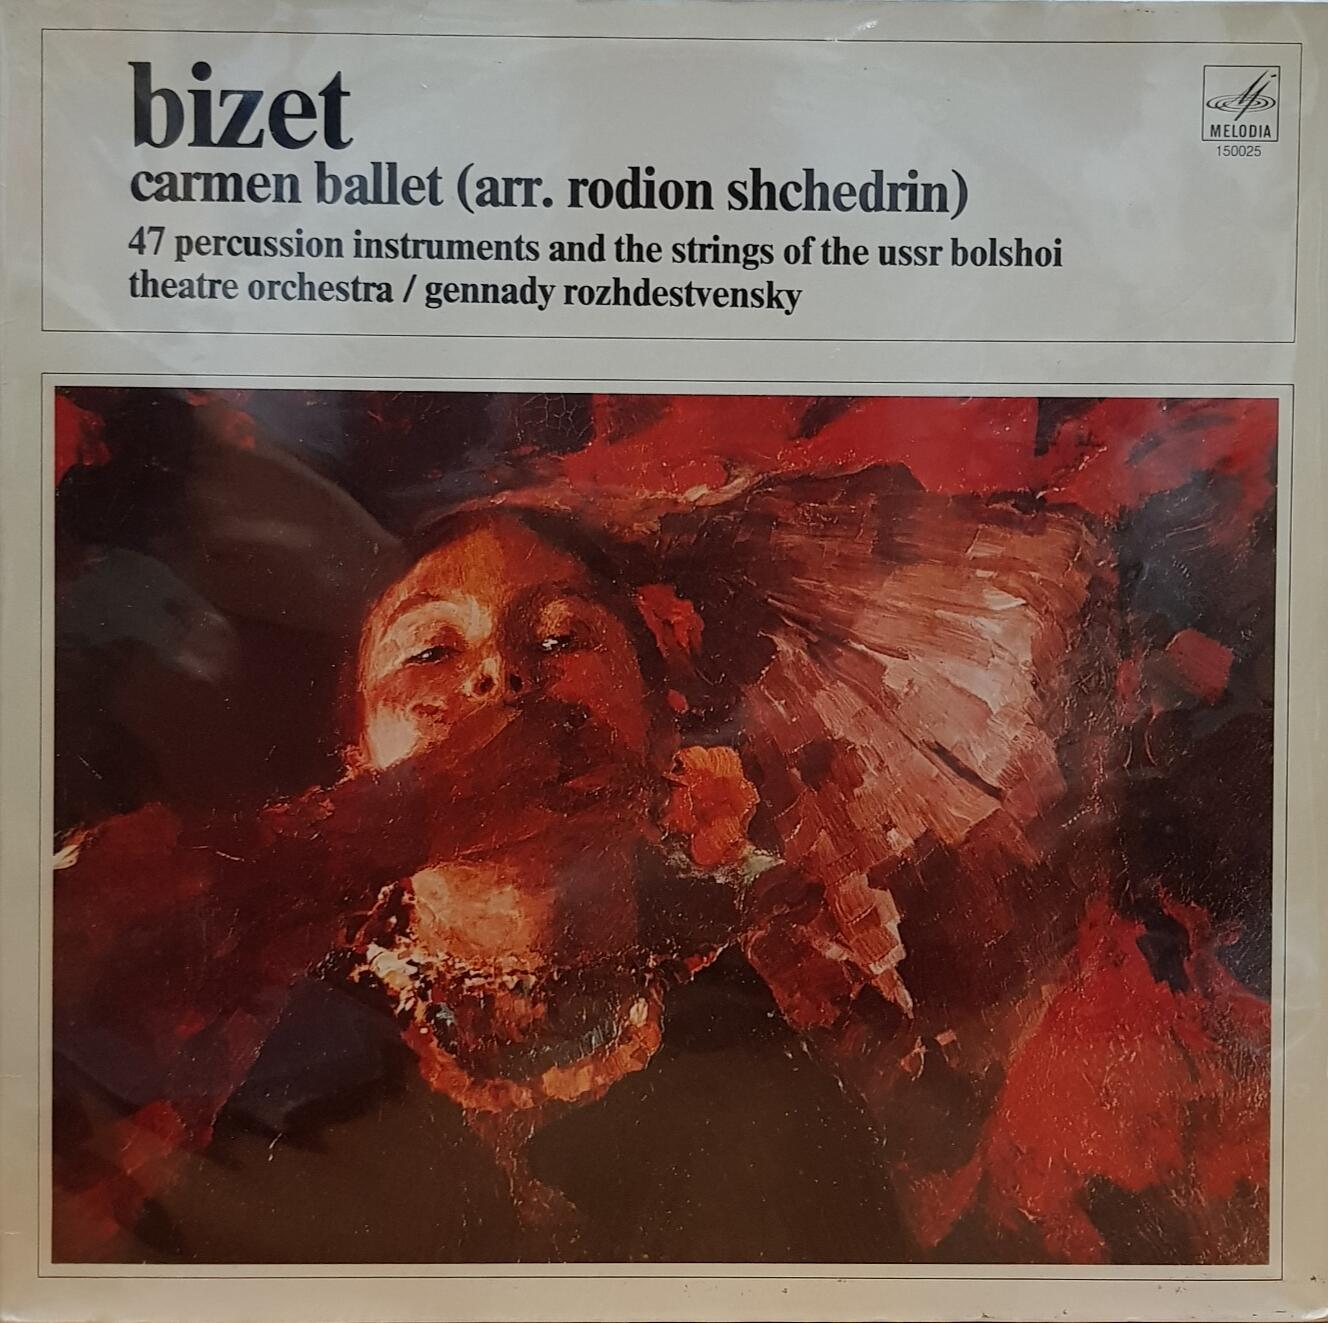 bizet
carmen ballet (arr. rodion shchedrin)
47 percussion instruments and the strings of the ussr bolshoi
theatre orchestra / gennady rozhdestvensky
MELODIA
150025